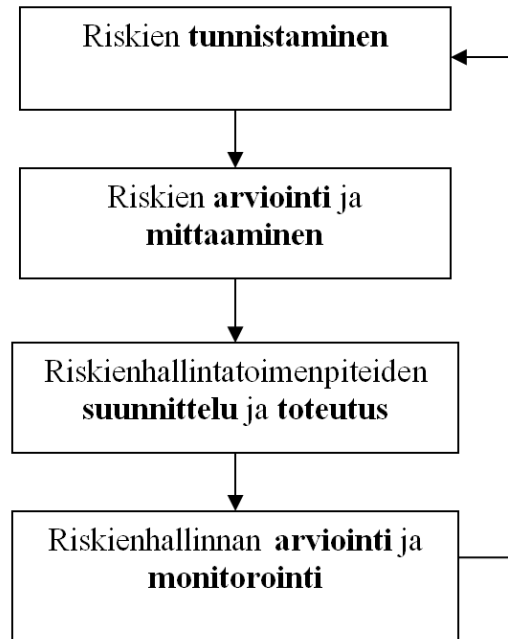 Riskien tunnistaminen
Riskien arviointi ja
mittaaminen
Riskienhallintatoimenpiteiden
suunnittelu ja toteutus
Riskienhallinnan arviointi ja
monitorointi